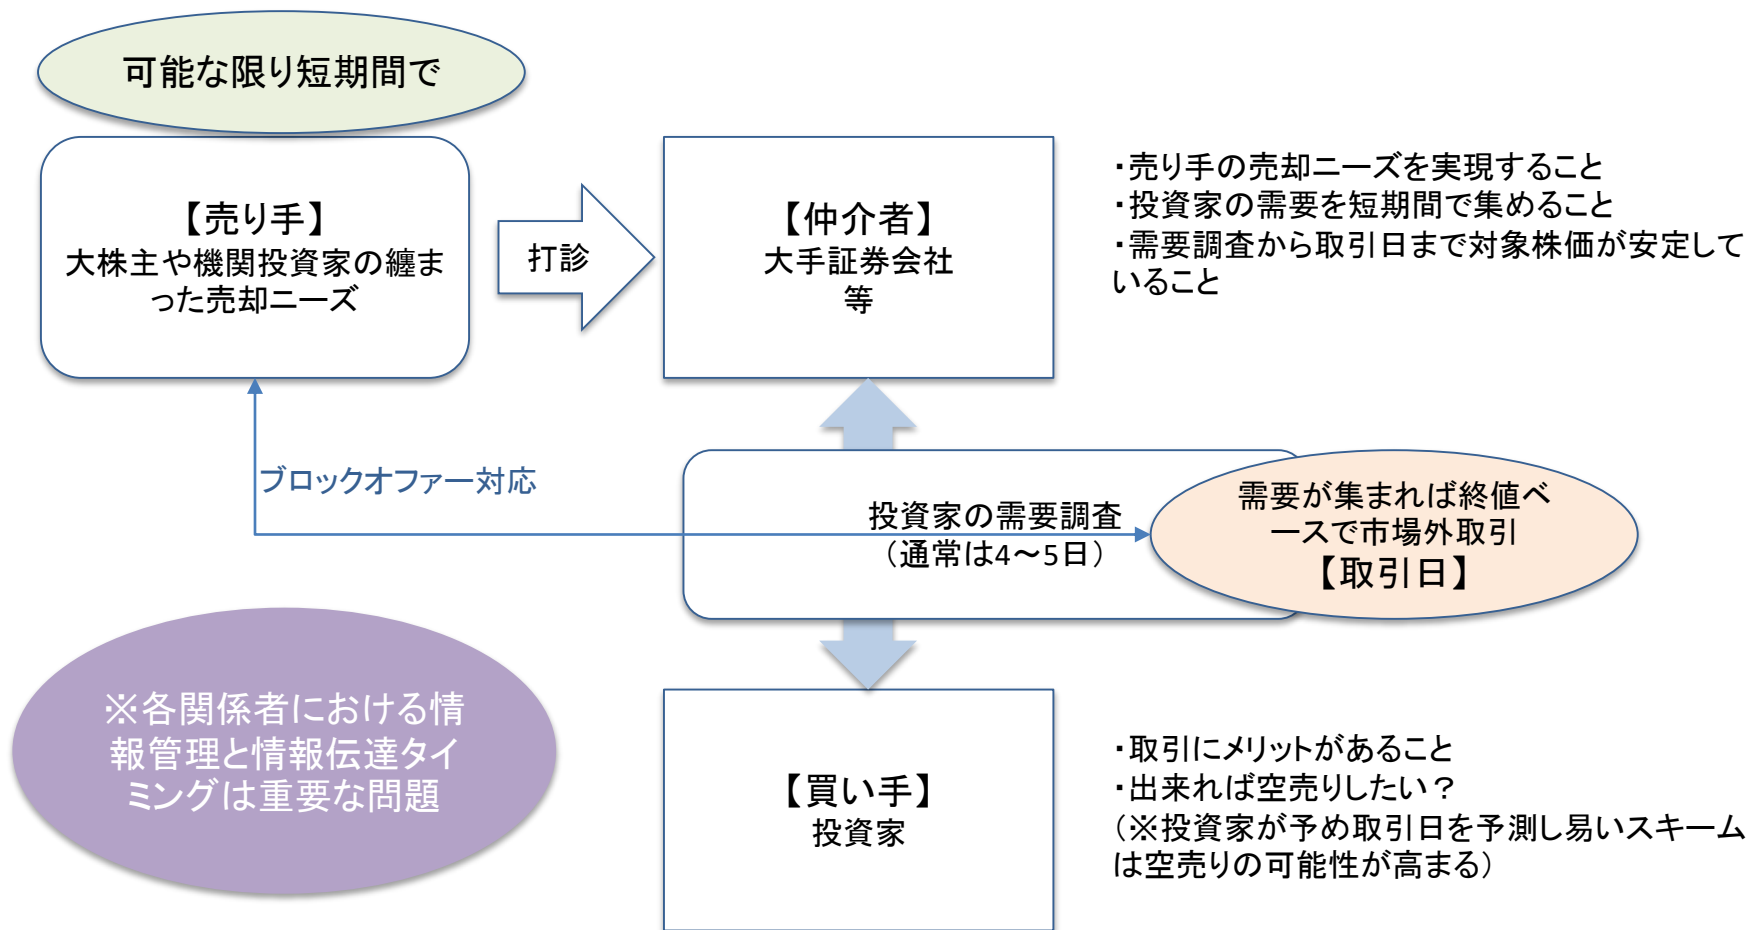 可能な限り短期間で
【売り手】
大株主や機関投資家の纏ま
った売却ニーズ
打診
【仲介者】
大手証券会社
等
・売り手の売却ニーズを実現すること
・投資家の需要を短期間で集めること
・需要調査から取引日まで対象株価が安定して
いること
ブロックオファー対応
投資家の需要調査
（通常は4～5日）
需要が集まれば終値ベ
ースで市場外取引
【取引日】
※各関係者における情
報管理と情報伝達タイ
ミングは重要な問題
【買い手】
投資家
・取引にメリットがあること
・出来れば空売りしたい？
（※投資家が予め取引日を予測し易いスキーム
は空売りの可能性が高まる）